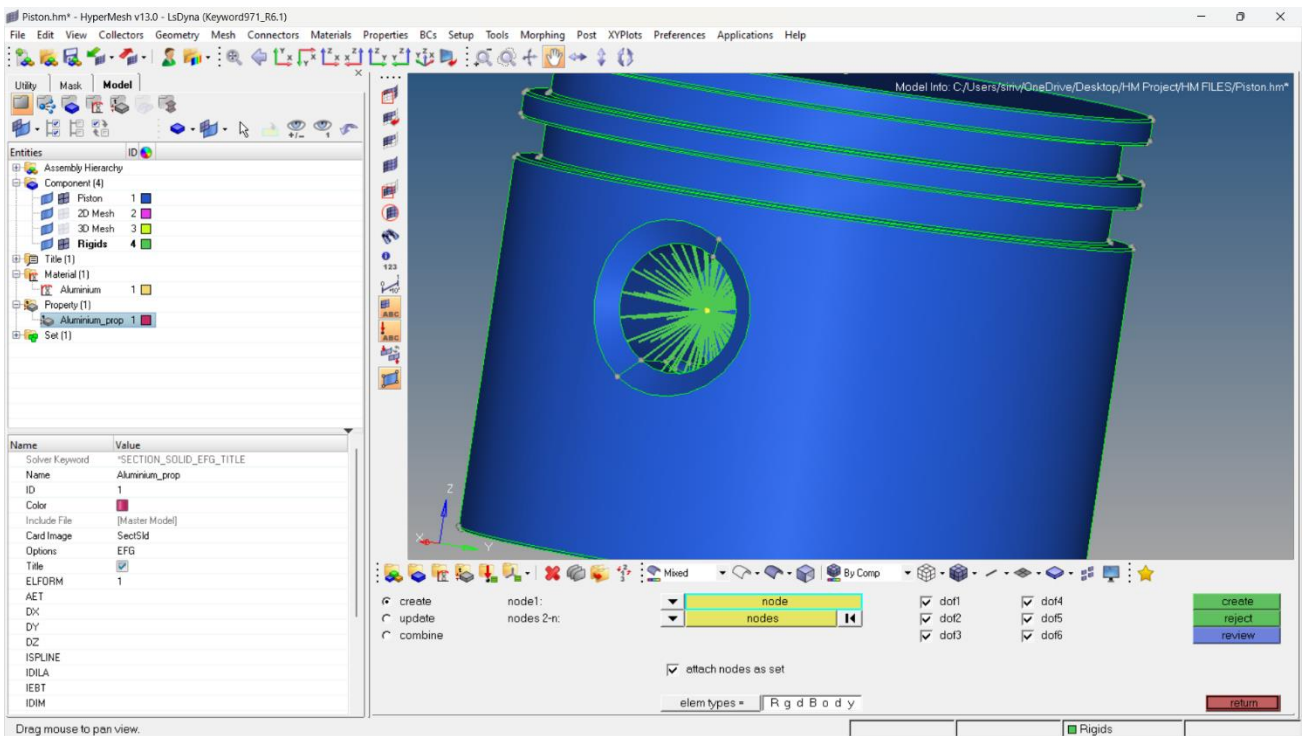 Piston.hm* - HyperMesh v13.0 - LsDyna (Keyword971_R6.1)
File Edit View Collectors Geometry Mesh Connectors Materials Properties BCs Setup Tools Morphing Post XYPlots Preferences Applications Help
Utility Mask Model
Model Info: C:/Users/siriv/OneDrive/Desktop/HM Project/HM FILES/Piston.hm*
Entities ID
Assembly Hierarchy
Component (4)
Piston 1
2D Mesh 2
3D Mesh 3
Rigids 4
Title (1)
Material (1)
Aluminium 1
Property (1)
Aluminium_prop 1
Set (1)
123
ABC
ABC
Name Value
Solver Keyword *SECTION_SOLID_EFG_TITLE
Name Aluminium_prop
ID 1
Color
Include File [Master Model]
Card Image SectSld
Options EFG
Title
ELFORM 1
AET
DX
DY
DZ
ISPLINE
IDILA
IEBT
IDIM
Z
X
Y
Mixed By Comp
create node1: node dof1 dof4 create
update nodes 2-n: nodes dof2 dof5 reject
combine dof3 dof6 review
attach nodes as set
elem types = RgdBody return
Drag mouse to pan view. Rigids